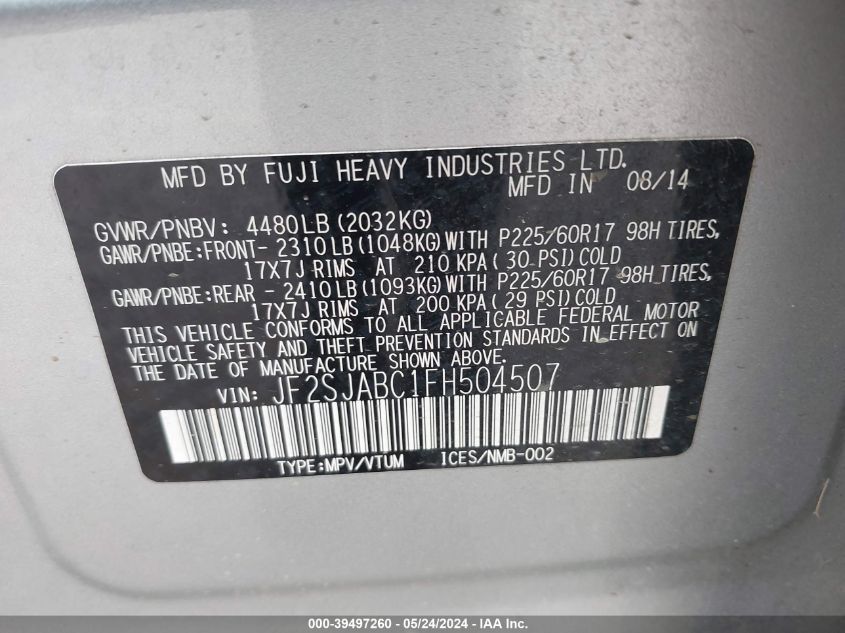 MFD BY FUJI HEAVY INDUSTRIES LTD.
MFD IN 08/14
GVWR/PNBV: 4480LB (2032KG)
GAWR/PNBE:FRONT- 2310LB (1048KG) WITH P225/60R17 98H TIRES,
17X7J RIMS AT 210 KPA( 30 PSI) COLD
GAWR/PNBE:REAR - 2410LB (1093KG) WITH P225/60R17 98H TIRES,
17X7J RIMS AT 200 KPA( 29 PSI) COLD
THIS VEHICLE CONFORMS TO ALL APPLICABLE FEDERAL MOTOR
VEHICLE SAFETY AND THEFT PREVENTION STANDARDS IN EFFECT ON
THE DATE OF MANUFACTURE SHOWN ABOVE.
VIN: JF2SJABC1FH504507
TYPE:MPV/VTUM ICES/NMB-002
000-39497260 - 05/24/2024 - IAA Inc.